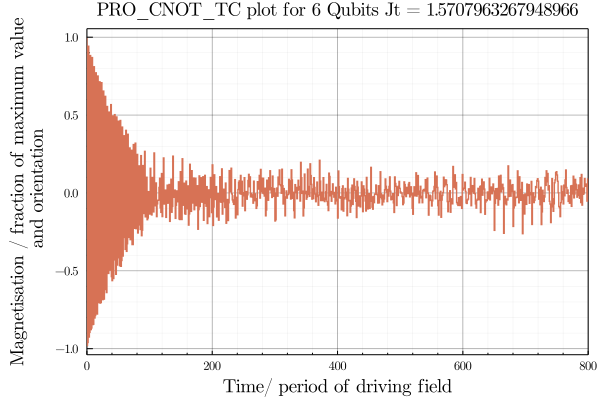 PRO_CNOT_TC plot for 6 Qubits Jt = 1.5707963267948966
Magnetisation / fraction of maximum value
and orientation
1.0
0.5
0.0
−0.5
−1.0
0 200 400 600 800
Time/ period of driving field